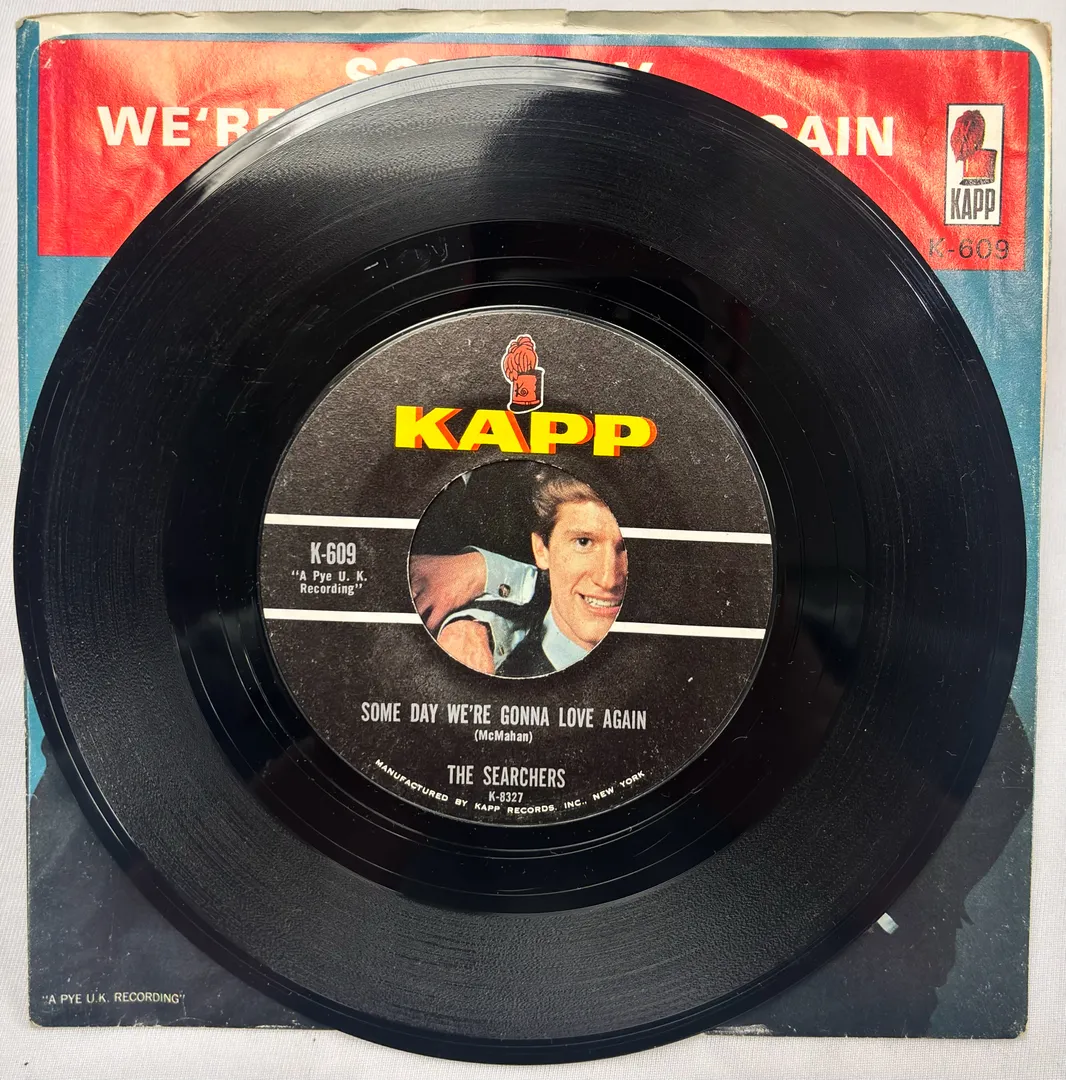 WE'RE
GAIN
KAPP
K-609
KAPP
K-609
"A Pye U. K.
Recording"
SOME DAY WE'RE GONNA LOVE AGAIN
(McMahan)
THE SEARCHERS
K-8327
MANUFACTURED BY KAPP RECORDS, INC., NEW YORK
"A PYE U.K. RECORDING"